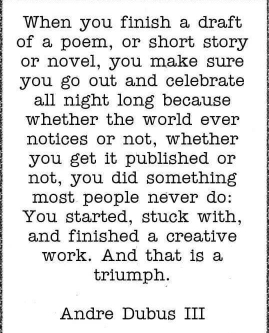 When you finish a draft
of a poem, or short story
or novel, you make sure
you go out and celebrate
all night long because
whether the world ever
notices or not, whether
you get it published or
not, you did something
most people never do:
You started, stuck with,
and finished a creative
work. And that is a
triumph.
Andre Dubus III